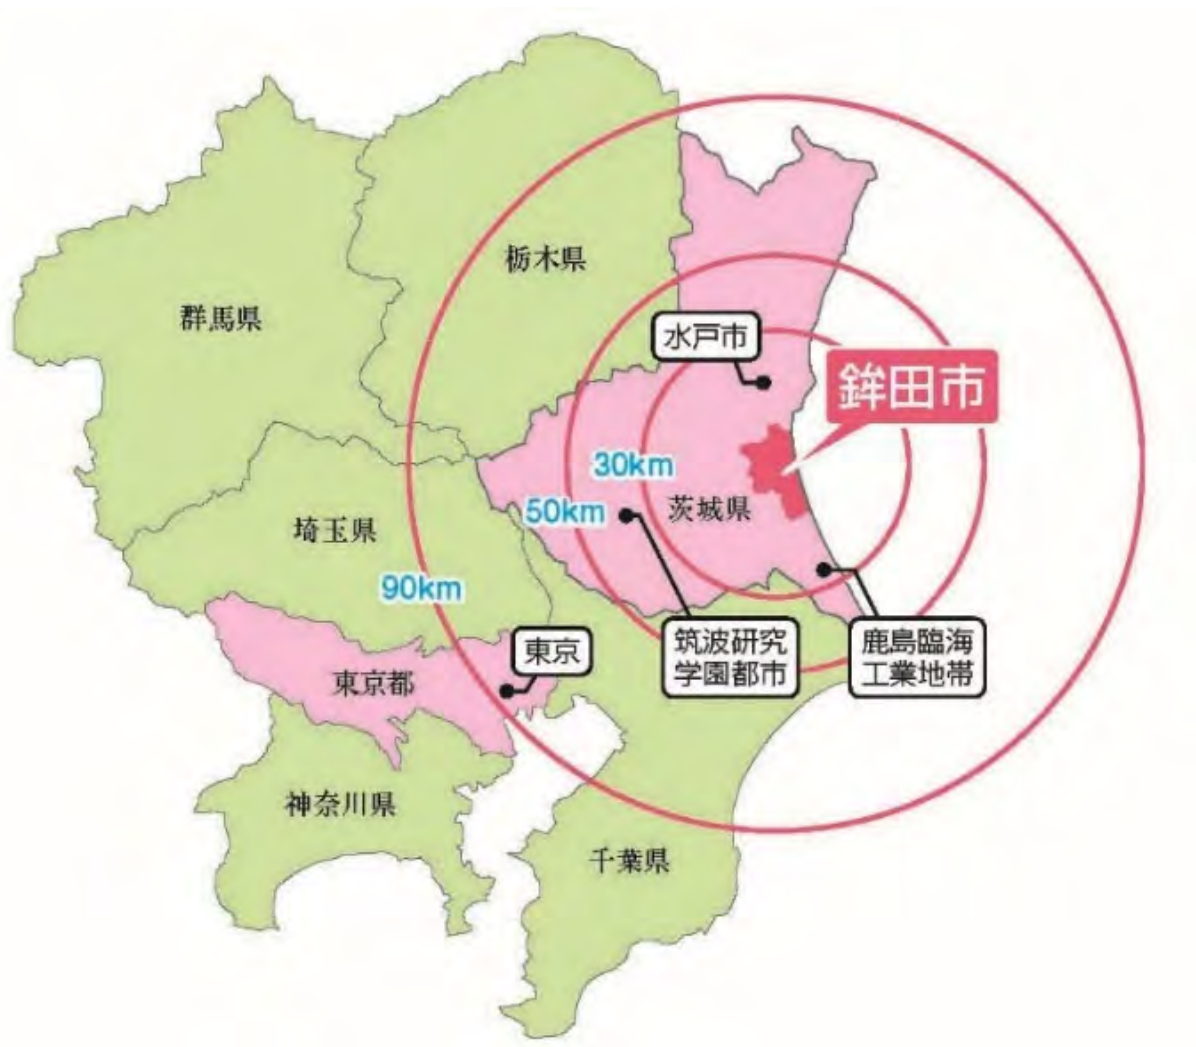 栃木県
群馬県
水戸市
鉾田市
30km
50km
茨城県
埼玉県
90km
東京
筑波研究
学園都市
鹿島臨海
工業地帯
東京都
神奈川県
千葉県